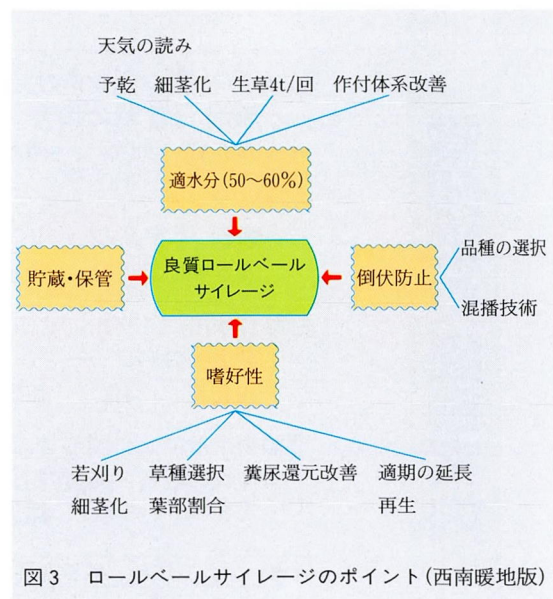 天気の読み
予乾 細茎化 生草4t/回 作付体系改善
適水分(50〜60%)
貯蔵・保管
良質ロールベール
サイレージ
倒伏防止
品種の選択
混播技術
嗜好性
若刈り 草種選択 糞尿還元改善 適期の延長
細茎化 葉部割合 再生
図3 ロールベールサイレージのポイント(西南暖地版)